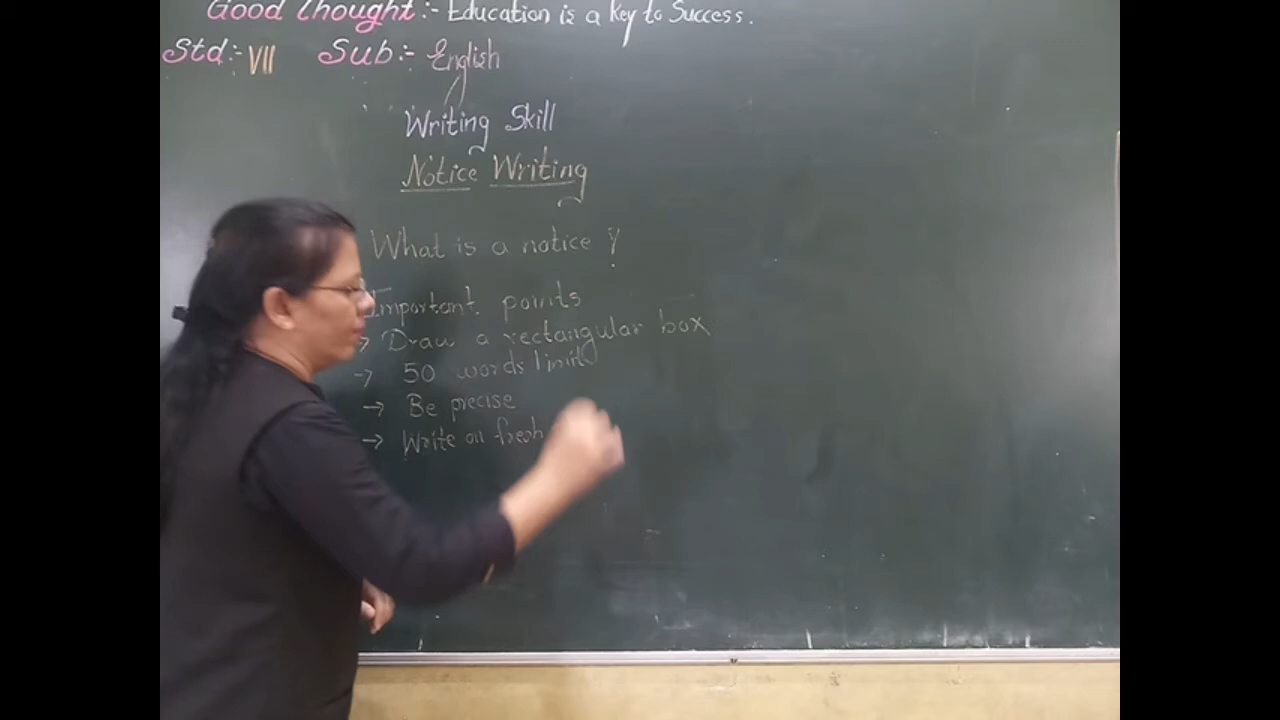 Good Thought :- Education is a key to Success.
Std :- VII Sub :- English
Writing Skill
Notice Writing
What is a notice ?
Important points
→ Draw a rectangular box
→ 50 words limit
→ Be precise
→ Write on fresh